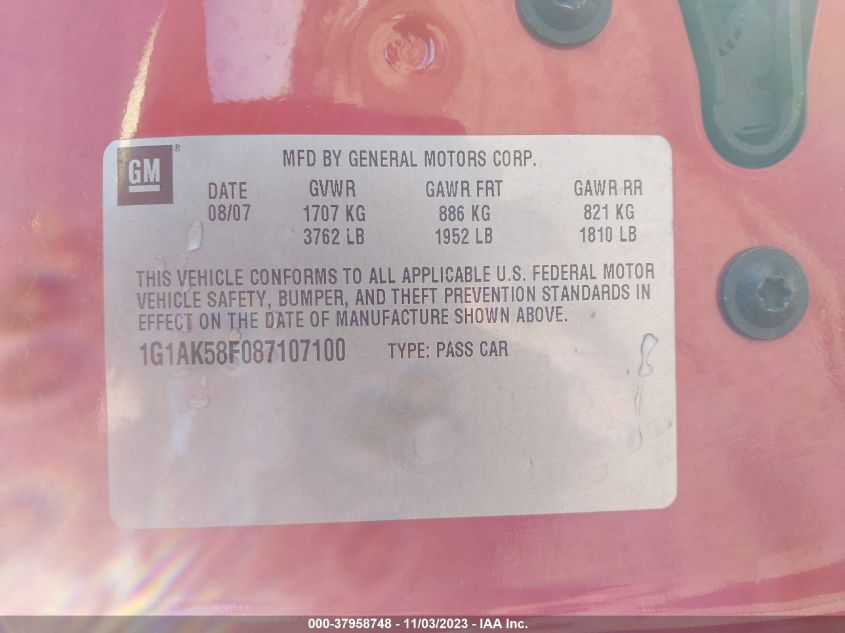 GM®
MFD BY GENERAL MOTORS CORP.
DATE GVWR GAWR FRT GAWR RR
08/07 1707 KG 886 KG 821 KG
3762 LB 1952 LB 1810 LB
THIS VEHICLE CONFORMS TO ALL APPLICABLE U.S. FEDERAL MOTOR
VEHICLE SAFETY, BUMPER, AND THEFT PREVENTION STANDARDS IN
EFFECT ON THE DATE OF MANUFACTURE SHOWN ABOVE.
1G1AK58F087107100 TYPE: PASS CAR
000-37958748 - 11/03/2023 - IAA Inc.